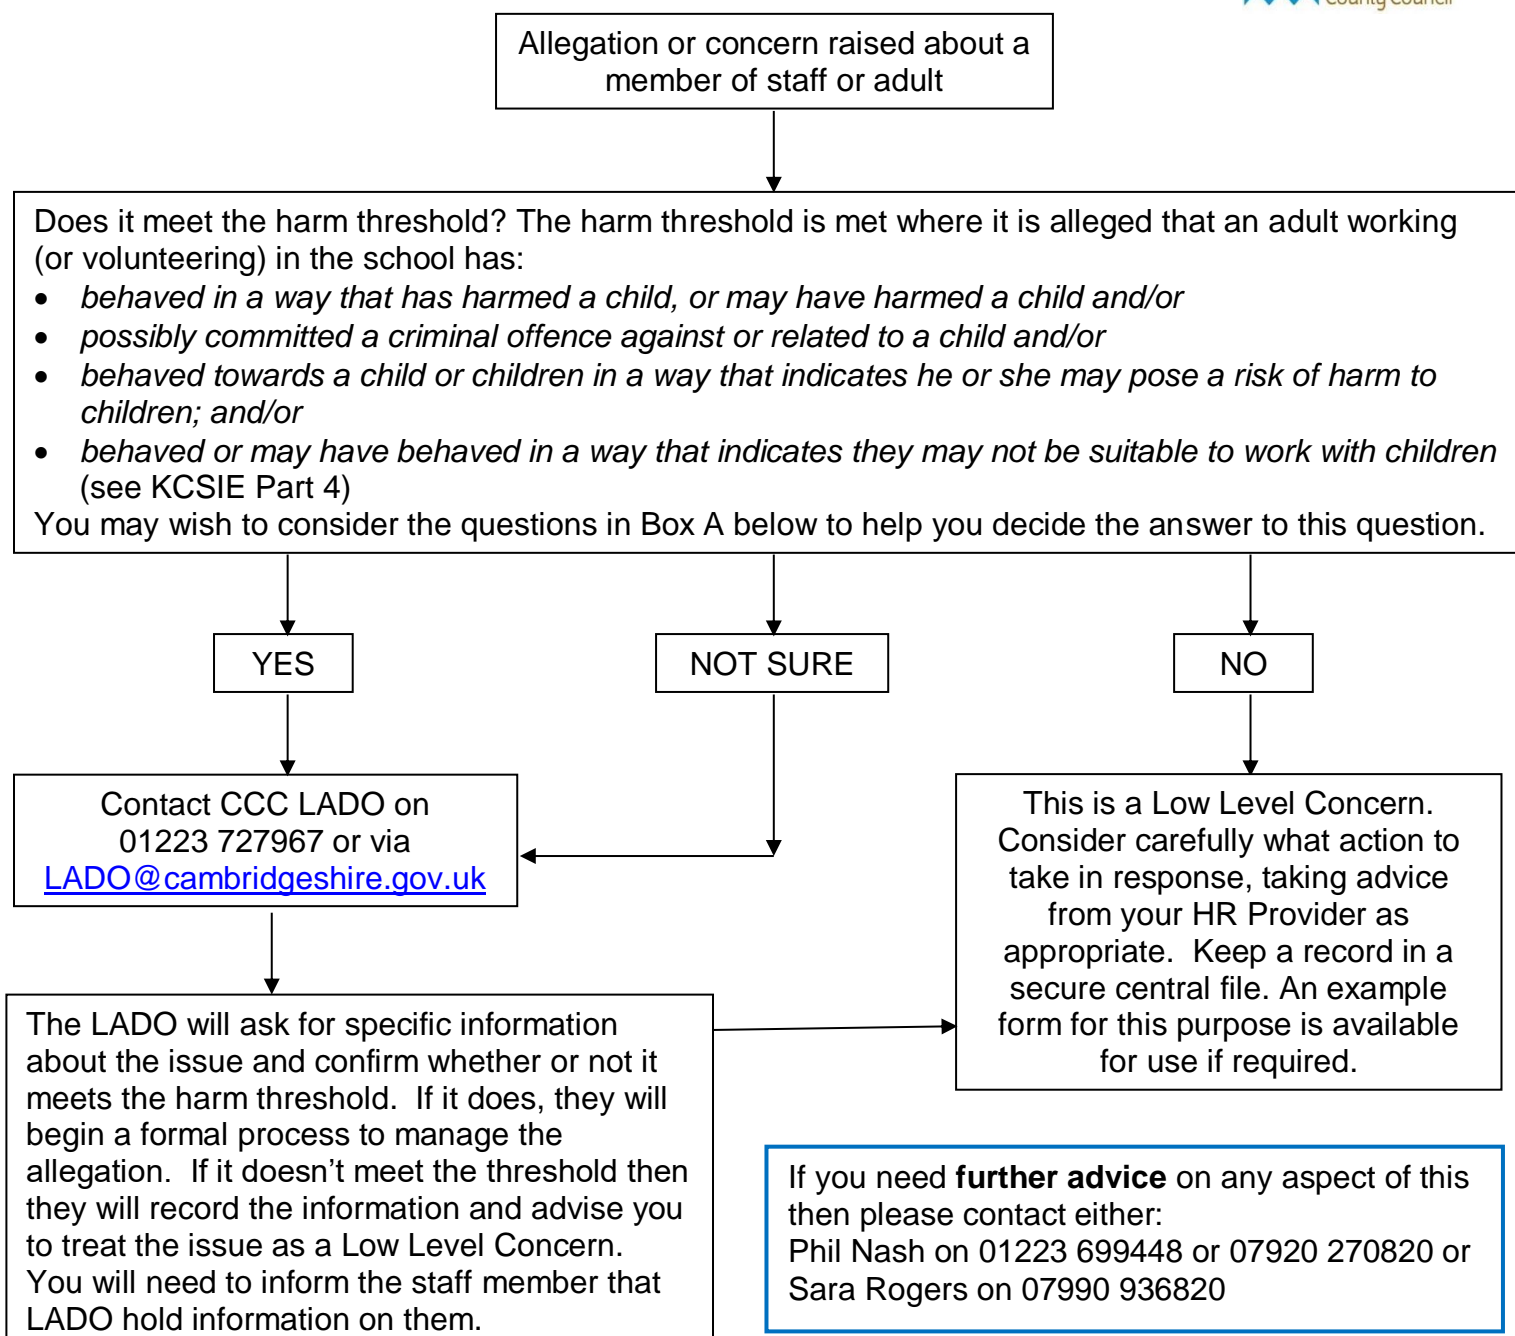 County Council
Allegation or concern raised about a
member of staff or adult
Does it meet the harm threshold? The harm threshold is met where it is alleged that an adult working
(or volunteering) in the school has:
• behaved in a way that has harmed a child, or may have harmed a child and/or
• possibly committed a criminal offence against or related to a child and/or
• behaved towards a child or children in a way that indicates he or she may pose a risk of harm to
children; and/or
• behaved or may have behaved in a way that indicates they may not be suitable to work with children
(see KCSIE Part 4)
You may wish to consider the questions in Box A below to help you decide the answer to this question.
YES
NOT SURE
NO
Contact CCC LADO on
01223 727967 or via
LADO@cambridgeshire.gov.uk
This is a Low Level Concern.
Consider carefully what action to
take in response, taking advice
from your HR Provider as
appropriate.  Keep a record in a
secure central file. An example
form for this purpose is available
for use if required.
The LADO will ask for specific information
about the issue and confirm whether or not it
meets the harm threshold.  If it does, they will
begin a formal process to manage the
allegation.  If it doesn’t meet the threshold then
they will record the information and advise you
to treat the issue as a Low Level Concern.
You will need to inform the staff member that
LADO hold information on them.
If you need further advice on any aspect of this
then please contact either:
Phil Nash on 01223 699448 or 07920 270820 or
Sara Rogers on 07990 936820